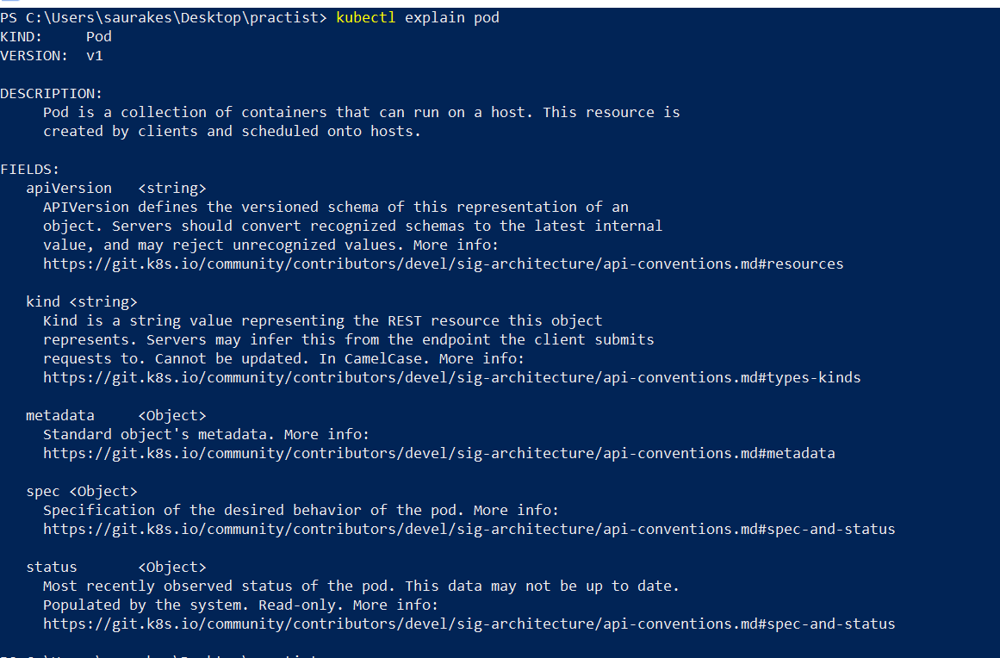 PS C:\Users\saurakes\Desktop\practist> kubectl explain pod
KIND:     Pod
VERSION:  v1
DESCRIPTION:
Pod is a collection of containers that can run on a host. This resource is
created by clients and scheduled onto hosts.
FIELDS:
apiVersion   <string>
APIVersion defines the versioned schema of this representation of an
object. Servers should convert recognized schemas to the latest internal
value, and may reject unrecognized values. More info:
https://git.k8s.io/community/contributors/devel/sig-architecture/api-conventions.md#resources
kind <string>
Kind is a string value representing the REST resource this object
represents. Servers may infer this from the endpoint the client submits
requests to. Cannot be updated. In CamelCase. More info:
https://git.k8s.io/community/contributors/devel/sig-architecture/api-conventions.md#types-kinds
metadata     <Object>
Standard object's metadata. More info:
https://git.k8s.io/community/contributors/devel/sig-architecture/api-conventions.md#metadata
spec <Object>
Specification of the desired behavior of the pod. More info:
https://git.k8s.io/community/contributors/devel/sig-architecture/api-conventions.md#spec-and-status
status       <Object>
Most recently observed status of the pod. This data may not be up to date.
Populated by the system. Read-only. More info:
https://git.k8s.io/community/contributors/devel/sig-architecture/api-conventions.md#spec-and-status